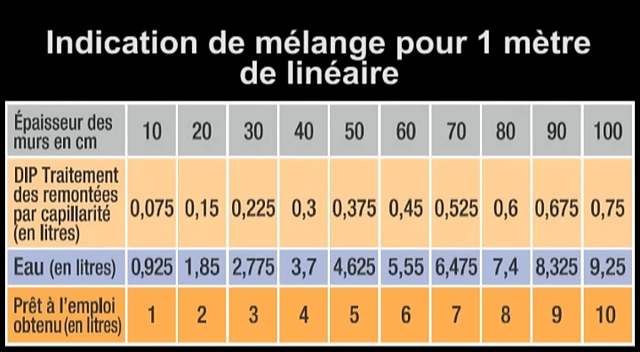 Indication de mélange pour 1 mètre
de linéaire
Épaisseur des
murs en cm
10 20 30 40 50 60 70 80 90 100
DIP Traitement
des remontées
par capillarité
(en litres)
0,075 0,15 0,225 0,3 0,375 0,45 0,525 0,6 0,675 0,75
Eau (en litres) 0,925 1,85 2,775 3,7 4,625 5,55 6,475 7,4 8,325 9,25
Prêt à l'emploi
obtenu (en litres)
1 2 3 4 5 6 7 8 9 10